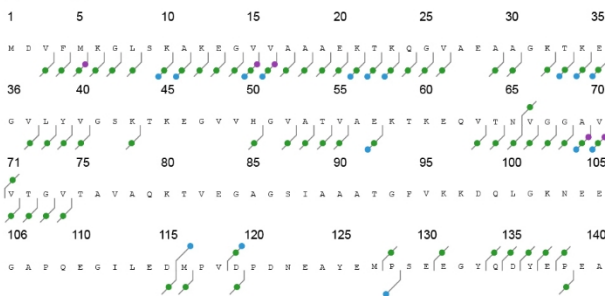 1 5 10 15 20 25 30 35
M D V F M K G L S K A K E G V V A A A E K T K Q G V A E A A G K T K E
36 40 45 50 55 60 65 70
G V L Y V G S K T K E G V V H G V A T V A E K T K E Q V T N V G G A V
71 75 80 85 90 95 100 105
V T G V T A V A Q K T V E G A G S I A A A T G F V K K D Q L G K N E E
106 110 115 120 125 130 135 140
G A P Q E G I L E D M P V D P D N E A Y E M P S E E G Y Q D Y E P E A